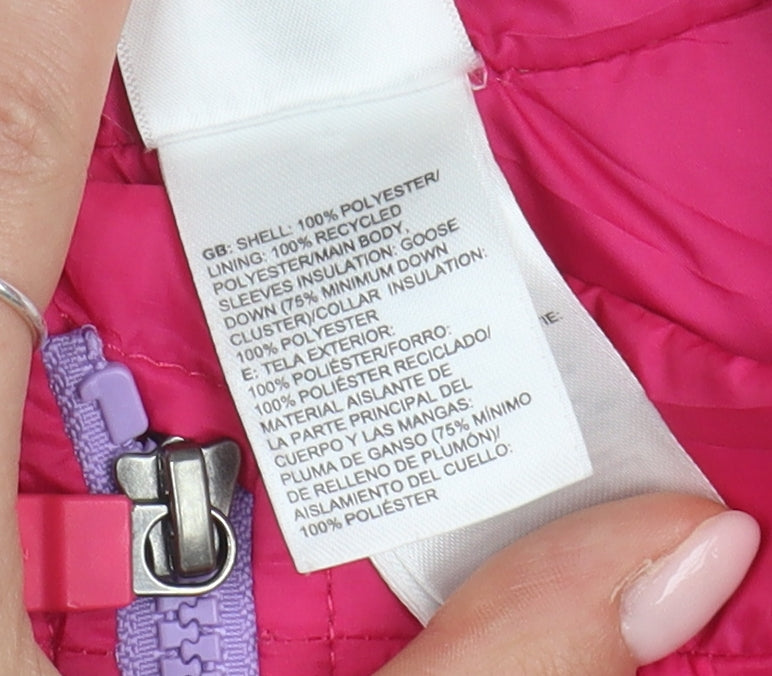 GB: SHELL: 100% POLYESTER/
LINING: 100% RECYCLED
POLYESTER/MAIN BODY,
SLEEVES INSULATION: GOOSE
DOWN (75% MINIMUM DOWN
CLUSTER)/COLLAR INSULATION:
100% POLYESTER
E: TELA EXTERIOR:
100% POLIÉSTER/FORRO:
100% POLIÉSTER RECICLADO/
MATERIAL AISLANTE DE
LA PARTE PRINCIPAL DEL
CUERPO Y LAS MANGAS:
PLUMA DE GANSO (75% MÍNIMO
DE RELLENO DE PLUMÓN)/
AISLAMIENTO DEL CUELLO:
100% POLIÉSTER